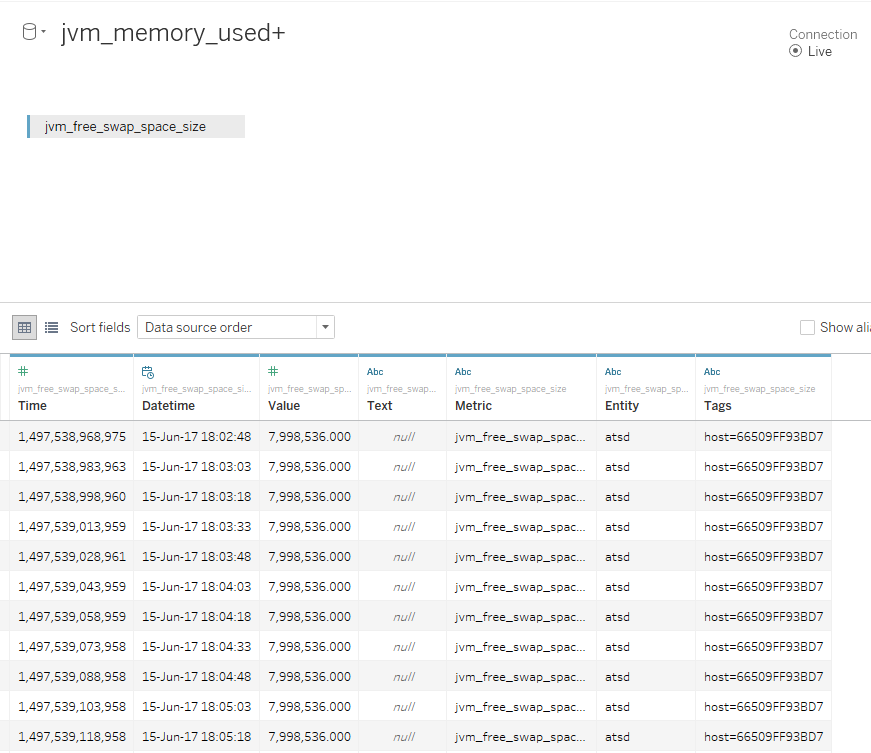 jvm_memory_used+
Connection
Live
jvm_free_swap_space_size
Sort fields Data source order Show alia
# Abc Abc Abc Abc
jvm_free_swap_space_s... jvm_free_swap_space_si... jvm_free_swap_sp... jvm_free_swap... jvm_free_swap_space_size jvm_free_swap_sp... jvm_free_swap_space_size
Time Datetime Value Text Metric Entity Tags
1,497,538,968,975 15-Jun-17 18:02:48 7,998,536.000 null jvm_free_swap_spac... atsd host=66509FF93BD7
1,497,538,983,963 15-Jun-17 18:03:03 7,998,536.000 null jvm_free_swap_spac... atsd host=66509FF93BD7
1,497,538,998,960 15-Jun-17 18:03:18 7,998,536.000 null jvm_free_swap_spac... atsd host=66509FF93BD7
1,497,539,013,959 15-Jun-17 18:03:33 7,998,536.000 null jvm_free_swap_spac... atsd host=66509FF93BD7
1,497,539,028,961 15-Jun-17 18:03:48 7,998,536.000 null jvm_free_swap_spac... atsd host=66509FF93BD7
1,497,539,043,959 15-Jun-17 18:04:03 7,998,536.000 null jvm_free_swap_spac... atsd host=66509FF93BD7
1,497,539,058,959 15-Jun-17 18:04:18 7,998,536.000 null jvm_free_swap_spac... atsd host=66509FF93BD7
1,497,539,073,958 15-Jun-17 18:04:33 7,998,536.000 null jvm_free_swap_spac... atsd host=66509FF93BD7
1,497,539,088,958 15-Jun-17 18:04:48 7,998,536.000 null jvm_free_swap_spac... atsd host=66509FF93BD7
1,497,539,103,958 15-Jun-17 18:05:03 7,998,536.000 null jvm_free_swap_spac... atsd host=66509FF93BD7
1,497,539,118,958 15-Jun-17 18:05:18 7,998,536.000 null jvm_free_swap_spac... atsd host=66509FF93BD7